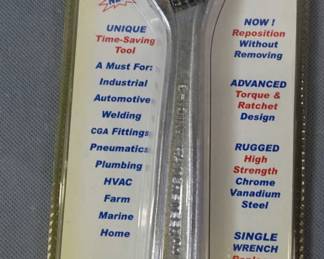 UNIQUE
Time-Saving
Tool
A Must For:
Industrial
Automotive
Welding
CGA Fittings
Pneumatics
Plumbing
HVAC
Farm
Marine
Home
NOW !
Reposition
Without
Removing
ADVANCED
Torque &
Ratchet
Design
RUGGED
High
Strength
Chrome
Vanadium
Steel
SINGLE
WRENCH